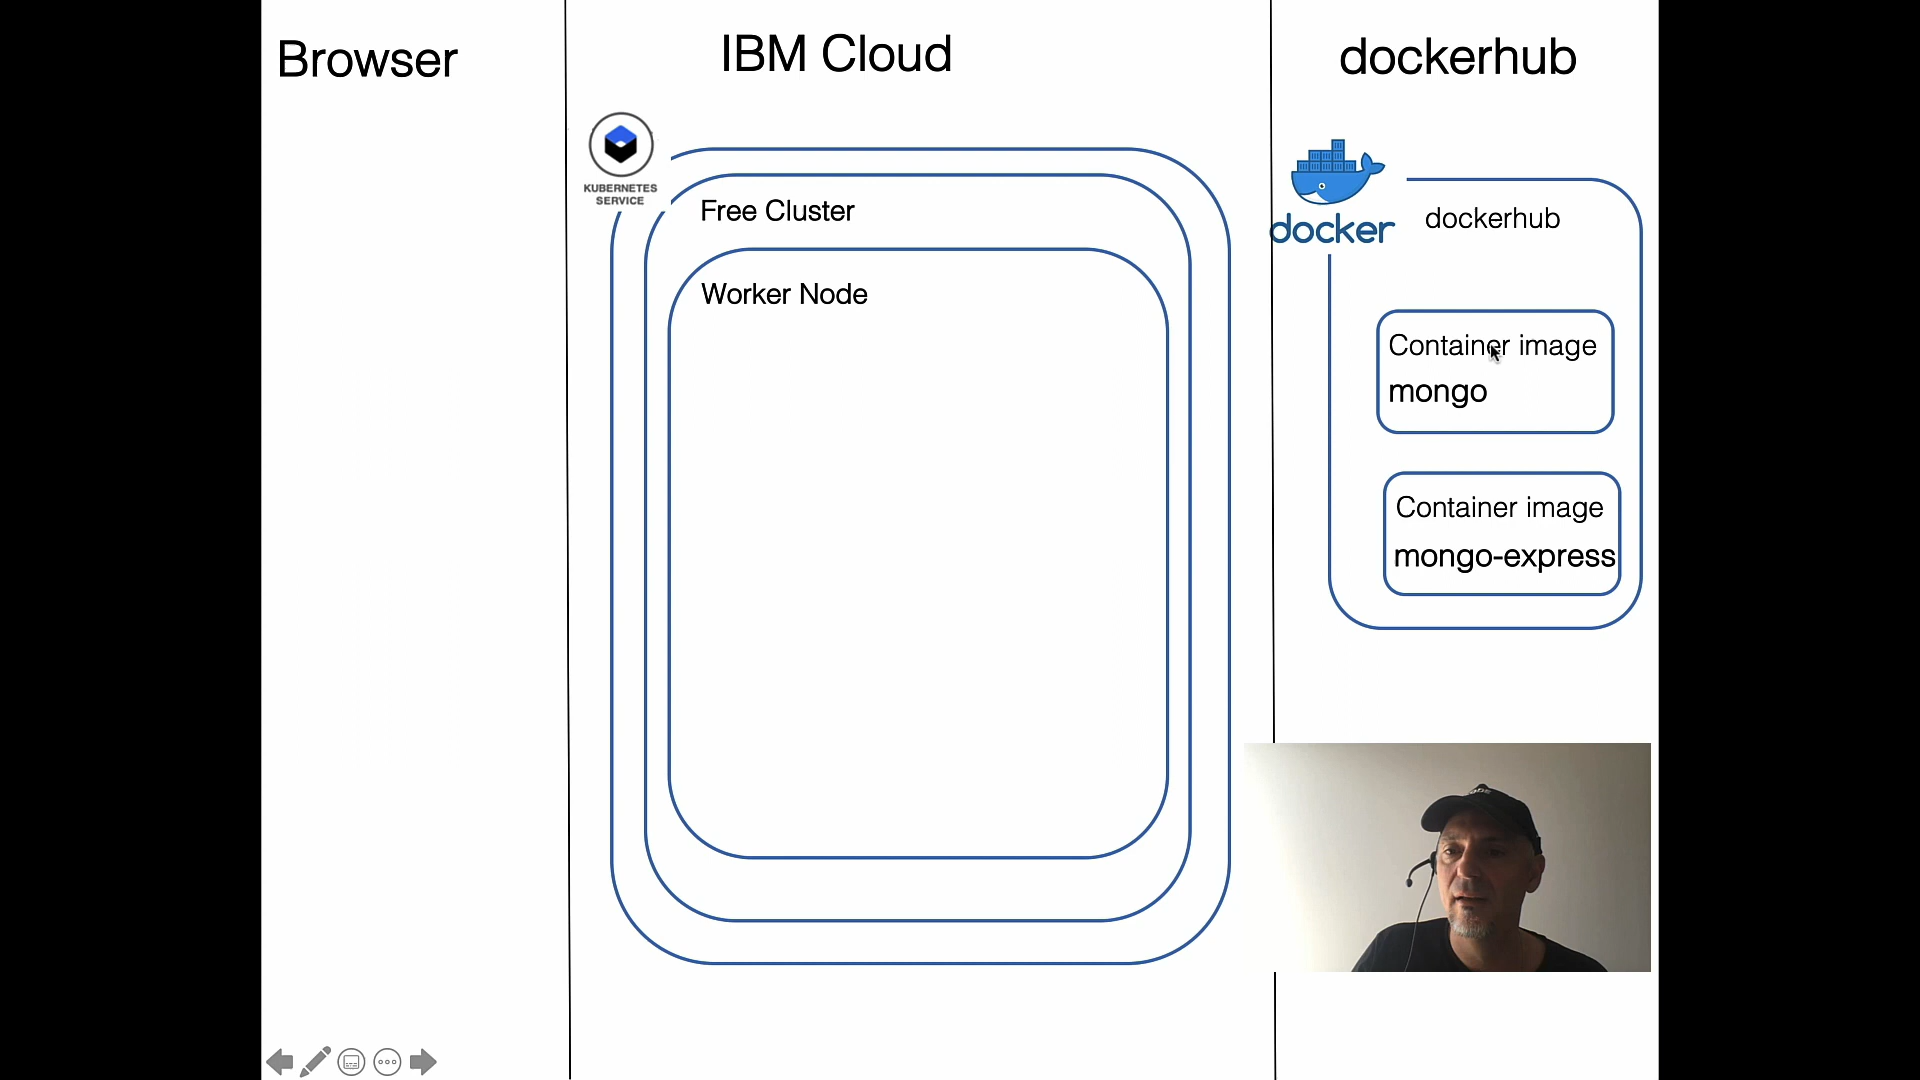 Browser
IBM Cloud
dockerhub
KUBERNETES
SERVICE
Free Cluster
Worker Node
docker
dockerhub
Container image
mongo
Container image
mongo-express